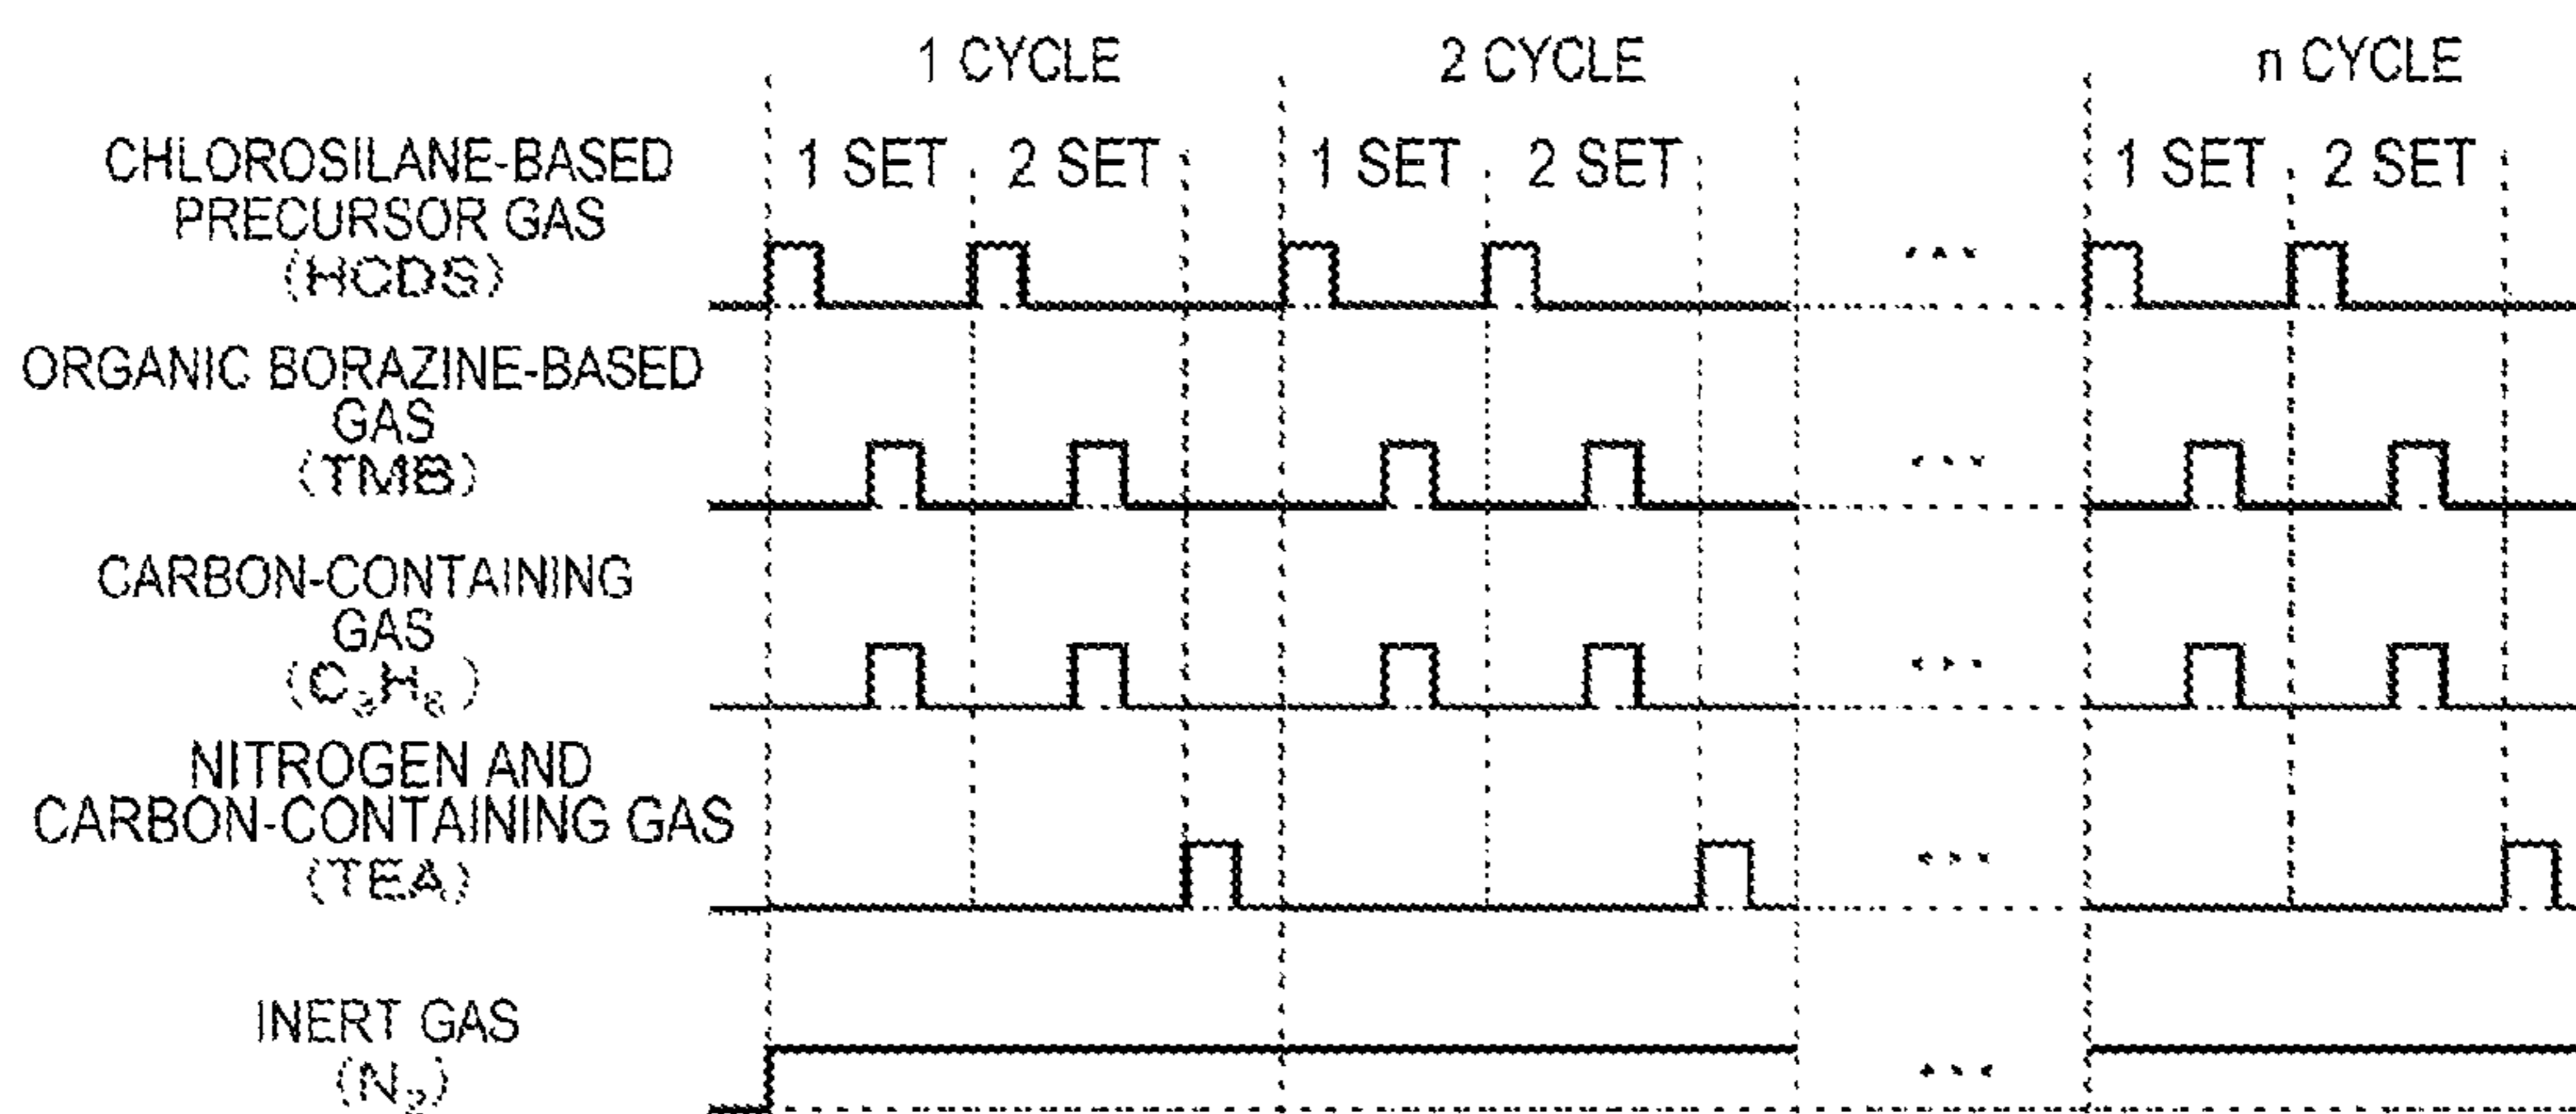 1 CYCLE 2 CYCLE n CYCLE
1 SET 2 SET 1 SET 2 SET 1 SET 2 SET
CHLOROSILANE-BASED
PRECURSOR GAS
(HCDS)
...
ORGANIC BORAZINE-BASED
GAS
(TMB)
...
CARBON-CONTAINING
GAS
(C₃H₆)
...
NITROGEN AND
CARBON-CONTAINING GAS
(TEA)
...
INERT GAS
(N₂)
...